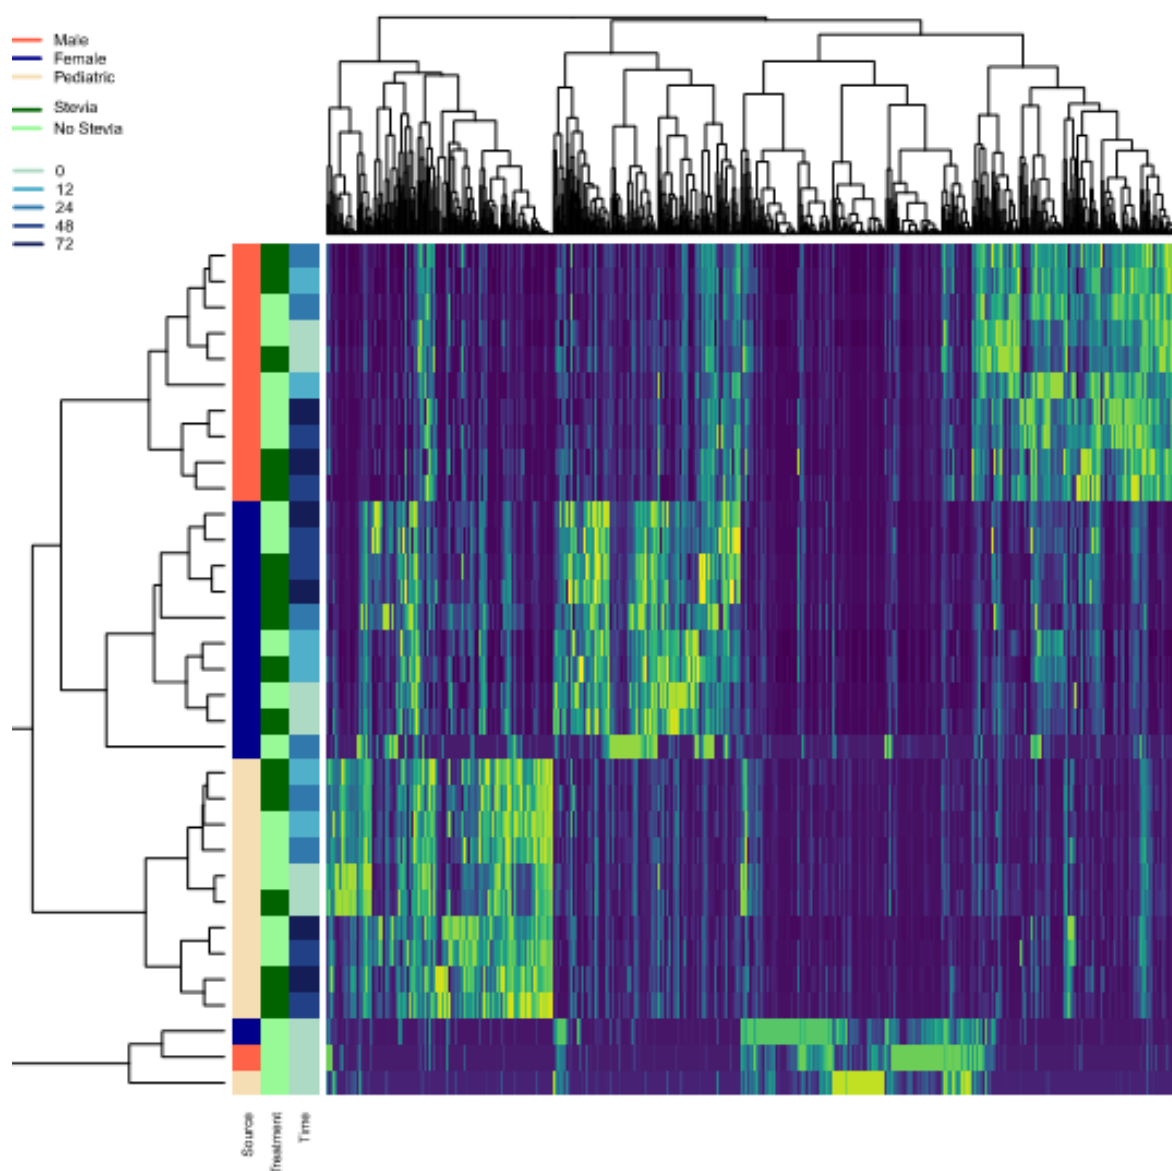 Male
Female
Pediatric
Stevia
No Stevia
0
12
24
48
72
Source
Treatment
Time